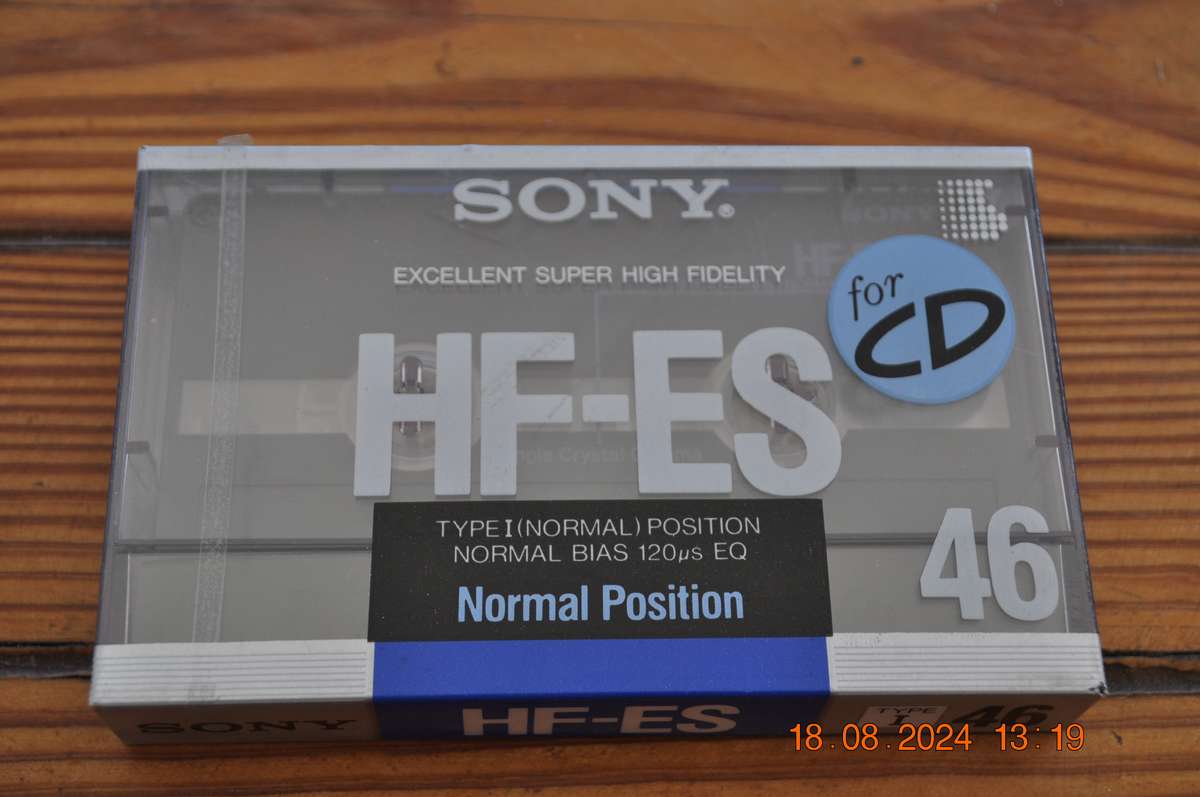 SONY®
EXCELLENT SUPER HIGH FIDELITY
for
CD
HF-ES
TYPE I (NORMAL) POSITION
NORMAL BIAS 120µs EQ
Normal Position
46
SONY
HF-ES
TYPE
I
46
18.08.2024 13:19